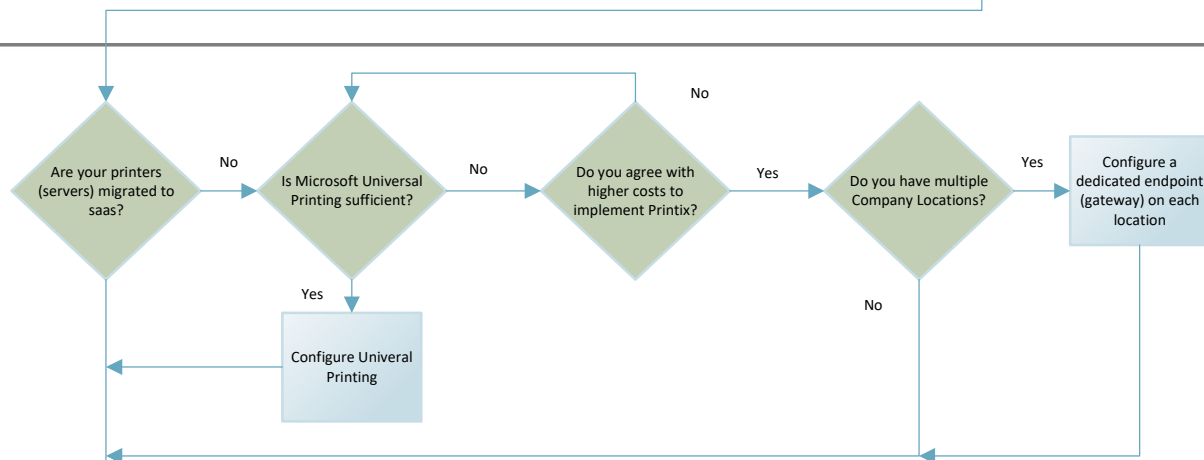 No
Are your printers
(servers) migrated to
saas?
No
Is Microsoft Universal
Printing sufficient?
No
Do you agree with
higher costs to
implement Printix?
Yes
Do you have multiple
Company Locations?
Yes
Configure a
dedicated endpoint
(gateway) on each
location
Yes
No
Configure Univeral
Printing